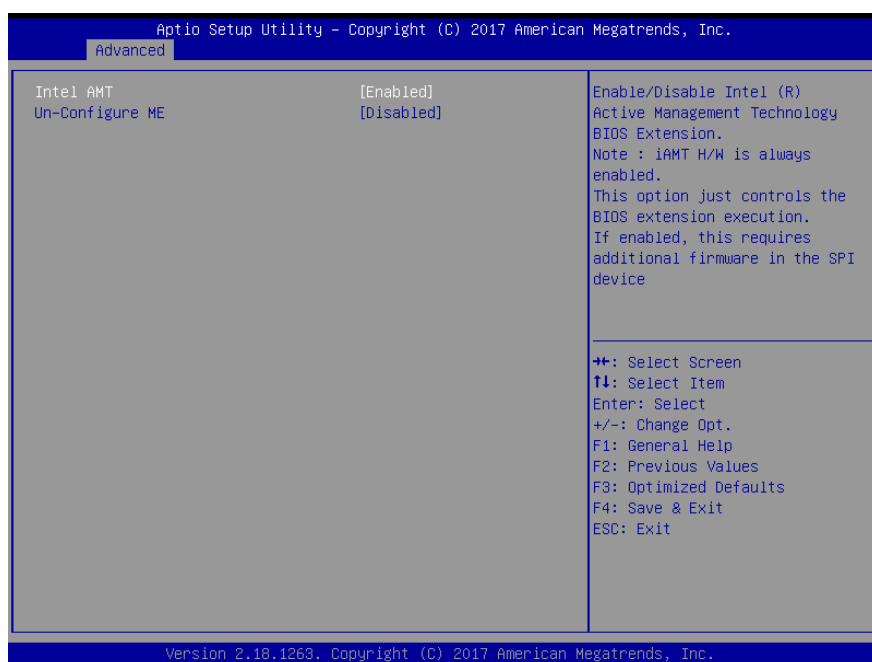 Aptio Setup Utility – Copyright (C) 2017 American Megatrends, Inc.
Advanced
Intel AMT [Enabled]
Un-Configure ME [Disabled]
Enable/Disable Intel (R)
Active Management Technology
BIOS Extension.
Note : iAMT H/W is always
enabled.
This option just controls the
BIOS extension execution.
If enabled, this requires
additional firmware in the SPI
device
→←: Select Screen
↑↓: Select Item
Enter: Select
+/-: Change Opt.
F1: General Help
F2: Previous Values
F3: Optimized Defaults
F4: Save & Exit
ESC: Exit
Version 2.18.1263. Copyright (C) 2017 American Megatrends, Inc.